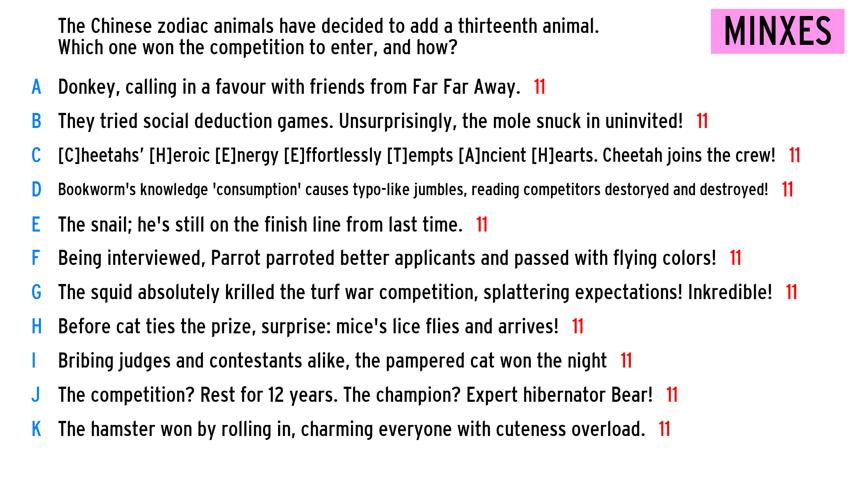 The Chinese zodiac animals have decided to add a thirteenth animal.
Which one won the competition to enter, and how?
MINXES
A Donkey, calling in a favour with friends from Far Far Away. 11
B They tried social deduction games. Unsurprisingly, the mole snuck in uninvited! 11
C [C]heetahs' [H]eroic [E]nergy [E]ffortlessly [T]empts [A]ncient [H]earts. Cheetah joins the crew! 11
D Bookworm's knowledge 'consumption' causes typo-like jumbles, reading competitors destoryed and destroyed! 11
E The snail; he's still on the finish line from last time. 11
F Being interviewed, Parrot parroted better applicants and passed with flying colors! 11
G The squid absolutely krilled the turf war competition, splattering expectations! Inkredible! 11
H Before cat ties the prize, surprise: mice's lice flies and arrives! 11
I Bribing judges and contestants alike, the pampered cat won the night 11
J The competition? Rest for 12 years. The champion? Expert hibernator Bear! 11
K The hamster won by rolling in, charming everyone with cuteness overload. 11